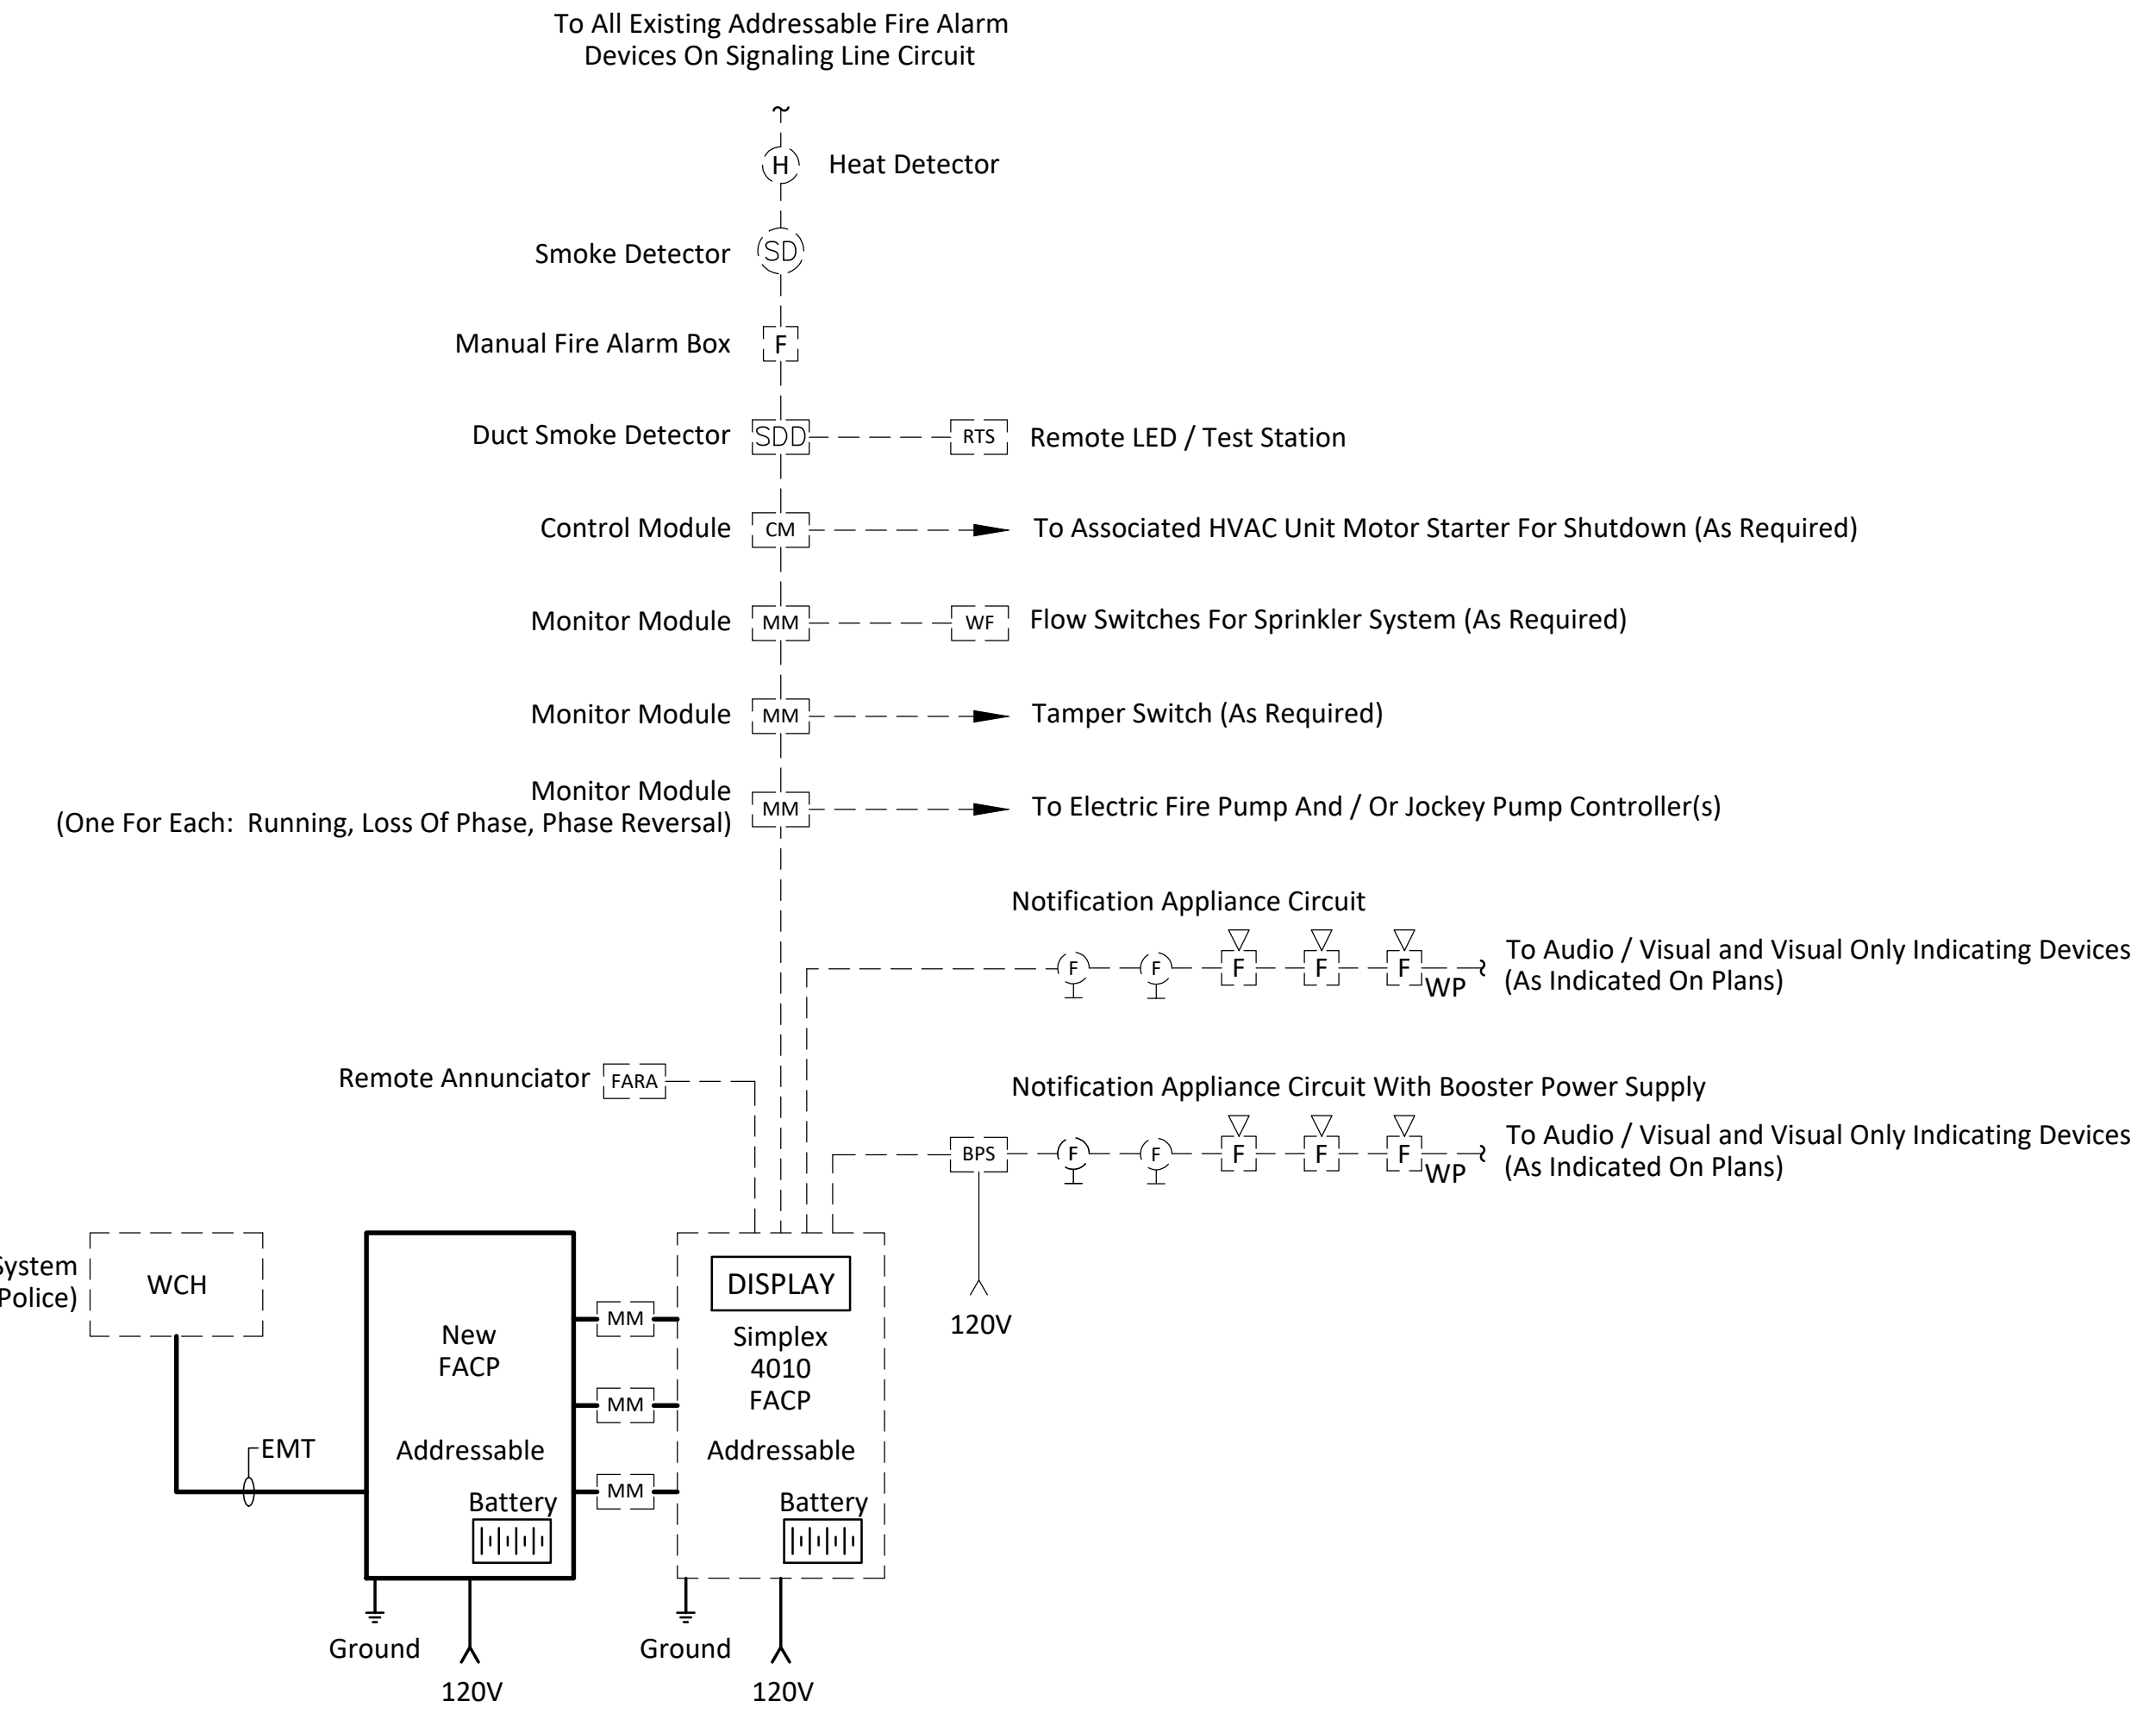 To All Existing Addressable Fire Alarm
Devices On Signaling Line Circuit
H Heat Detector
Smoke Detector SD
Manual Fire Alarm Box F
Duct Smoke Detector SDD RTS Remote LED / Test Station
Control Module CM To Associated HVAC Unit Motor Starter For Shutdown (As Required)
Monitor Module MM WF Flow Switches For Sprinkler System (As Required)
Monitor Module MM Tamper Switch (As Required)
Monitor Module
(One For Each: Running, Loss Of Phase, Phase Reversal)
MM To Electric Fire Pump And / Or Jockey Pump Controller(s)
Notification Appliance Circuit
F F F F F WP
To Audio / Visual and Visual Only Indicating Devices
(As Indicated On Plans)
Remote Annunciator FARA
Notification Appliance Circuit With Booster Power Supply
BPS F F F F F WP
To Audio / Visual and Visual Only Indicating Devices
(As Indicated On Plans)
120V
System
Police)
WCH
EMT
New
FACP
Addressable
Battery
Ground
120V
MM
MM
MM
DISPLAY
Simplex
4010
FACP
Addressable
Battery
Ground
120V